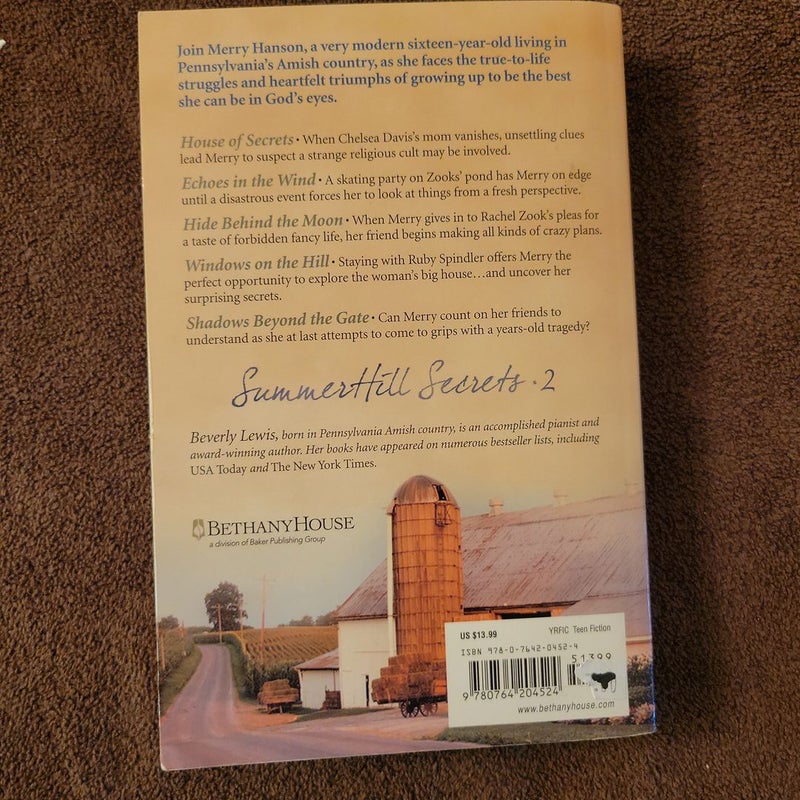 Join Merry Hanson, a very modern sixteen-year-old living in
Pennsylvania's Amish country, as she faces the true-to-life
struggles and heartfelt triumphs of growing up to be the best
she can be in God's eyes.
House of Secrets • When Chelsea Davis's mom vanishes, unsettling clues
lead Merry to suspect a strange religious cult may be involved.
Echoes in the Wind • A skating party on Zooks' pond has Merry on edge
until a disastrous event forces her to look at things from a fresh perspective.
Hide Behind the Moon • When Merry gives in to Rachel Zook's pleas for
a taste of forbidden fancy life, her friend begins making all kinds of crazy plans.
Windows on the Hill • Staying with Ruby Spindler offers Merry the
perfect opportunity to explore the woman's big house…and uncover her
surprising secrets.
Shadows Beyond the Gate • Can Merry count on her friends to
understand as she at last attempts to come to grips with a years-old tragedy?
SummerHill Secrets · 2
Beverly Lewis, born in Pennsylvania Amish country, is an accomplished pianist and
award-winning author. Her books have appeared on numerous bestseller lists, including
USA Today and The New York Times.
BETHANYHOUSE
a division of Baker Publishing Group
US $13.99 YRFIC Teen Fiction
ISBN 978-0-7642-0452-4
51399
9 780764 204524
www.bethanyhouse.com